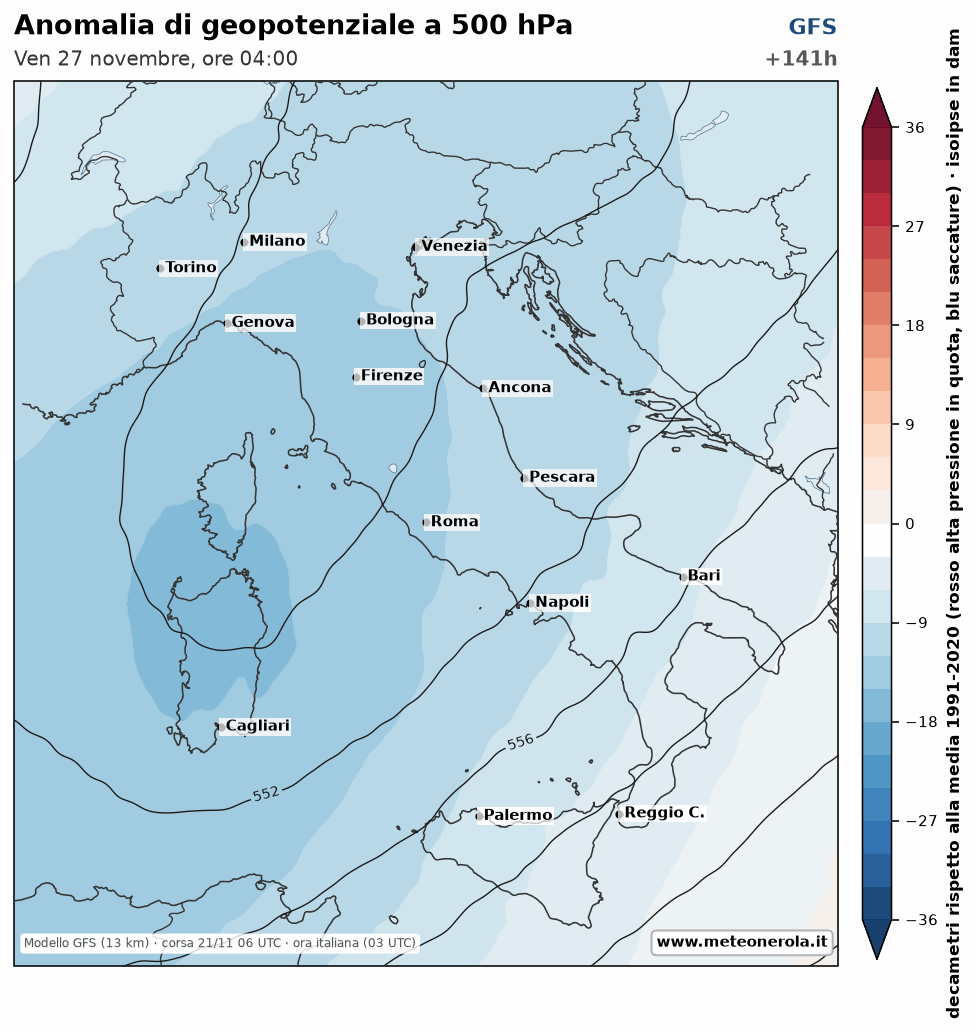 Anomalia di geopotenziale a 500 hPa
GFS
Ven 27 novembre, ore 04:00
+141h
Milano
Venezia
Torino
Genova
Bologna
Firenze
Ancona
Pescara
Roma
Bari
Napoli
Cagliari
556
552
Palermo
Reggio C.
Modello GFS (13 km) · corsa 21/11 06 UTC · ora italiana (03 UTC)
www.meteonerola.it
36
27
18
9
0
−9
−18
−27
−36
decametri rispetto alla media 1991-2020 (rosso alta pressione in quota, blu saccature) · isoipse in dam